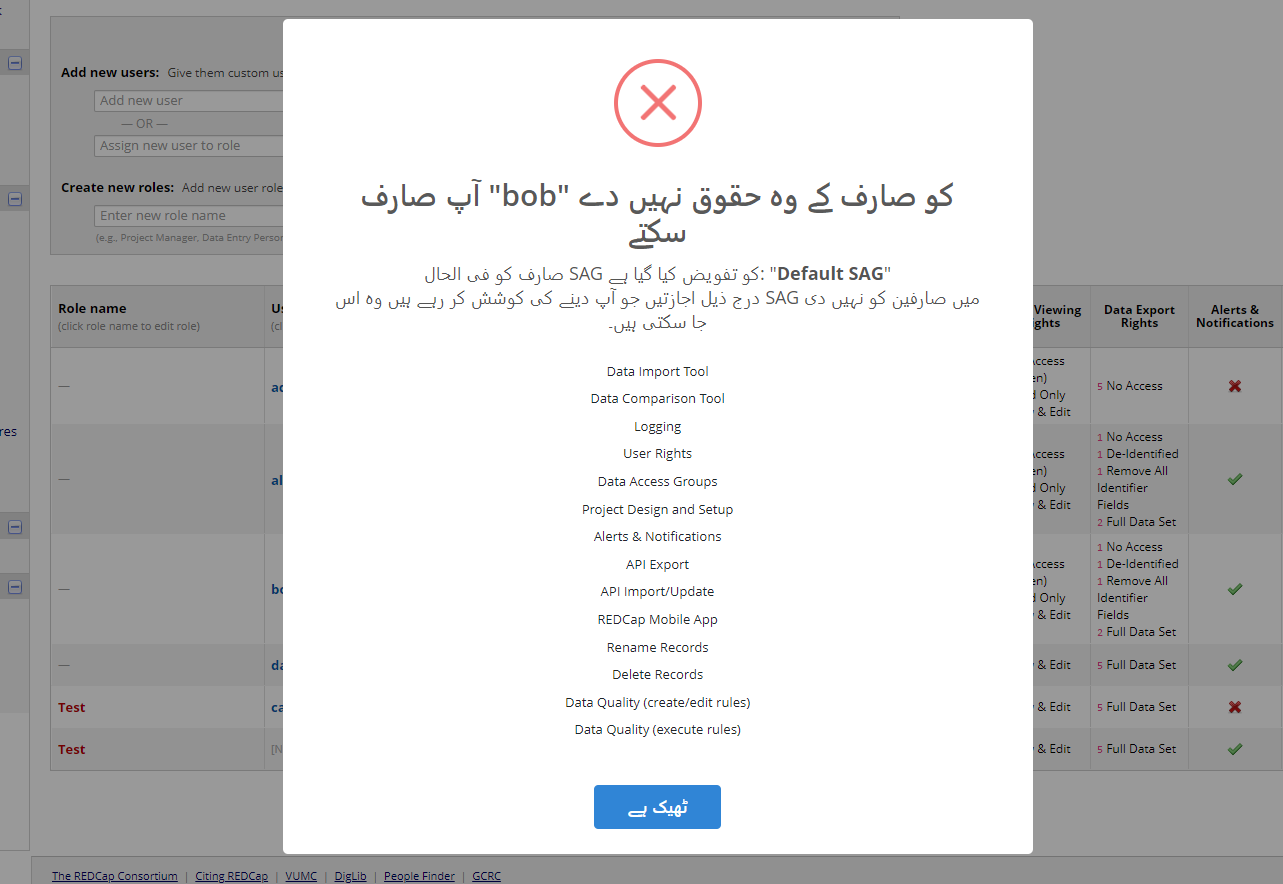 Add new users: Give them custom us
Add new user
— OR —
Assign new user to role
Create new roles: Add new user role
Enter new role name
(e.g., Project Manager, Data Entry Person
آپ صارف "bob" کو صارف کے وہ حقوق نہیں دے
سکتے
صارف کو فی الحال SAG کو تفویض کیا گیا ہے: "Default SAG"
درج ذیل اجازتیں جو آپ دینے کی کوشش کر رہے ہیں وہ اس SAG میں صارفین کو نہیں دی
جا سکتی ہیں۔
Data Import Tool
Data Comparison Tool
Logging
User Rights
Data Access Groups
Project Design and Setup
Alerts & Notifications
API Export
API Import/Update
REDCap Mobile App
Rename Records
Delete Records
Data Quality (create/edit rules)
Data Quality (execute rules)
ٹھیک ہے
Role name
(click role name to edit role)
Viewing
ights
Data Export
Rights
Alerts &
Notifications
—
ad
ccess
en)
d Only
& Edit
5 No Access
—
al
ccess
en)
d Only
& Edit
1 No Access
1 De-Identified
1 Remove All
Identifier
Fields
2 Full Data Set
—
bo
ccess
en)
d Only
& Edit
1 No Access
1 De-Identified
1 Remove All
Identifier
Fields
2 Full Data Set
—
da
& Edit
5 Full Data Set
Test
ca
& Edit
5 Full Data Set
Test
[N
& Edit
5 Full Data Set
res
The REDCap Consortium | Citing REDCap | VUMC | DigLib | People Finder | GCRC